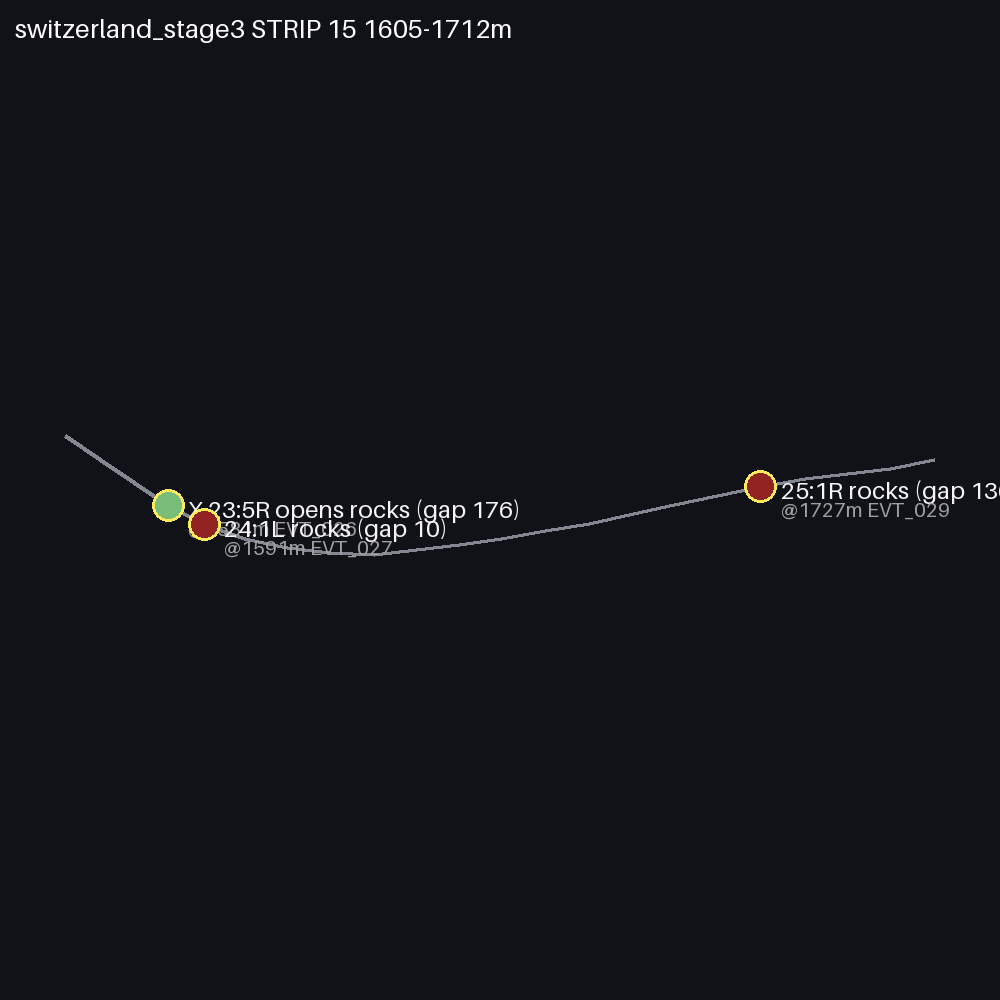 switzerland_stage3 STRIP 15 1605-1712m
X 23:5R opens rocks (gap 176)
EVT_026
24:1L rocks (gap 10)
@1591m EVT_027
25:1R rocks (gap 13
@1727m EVT_029